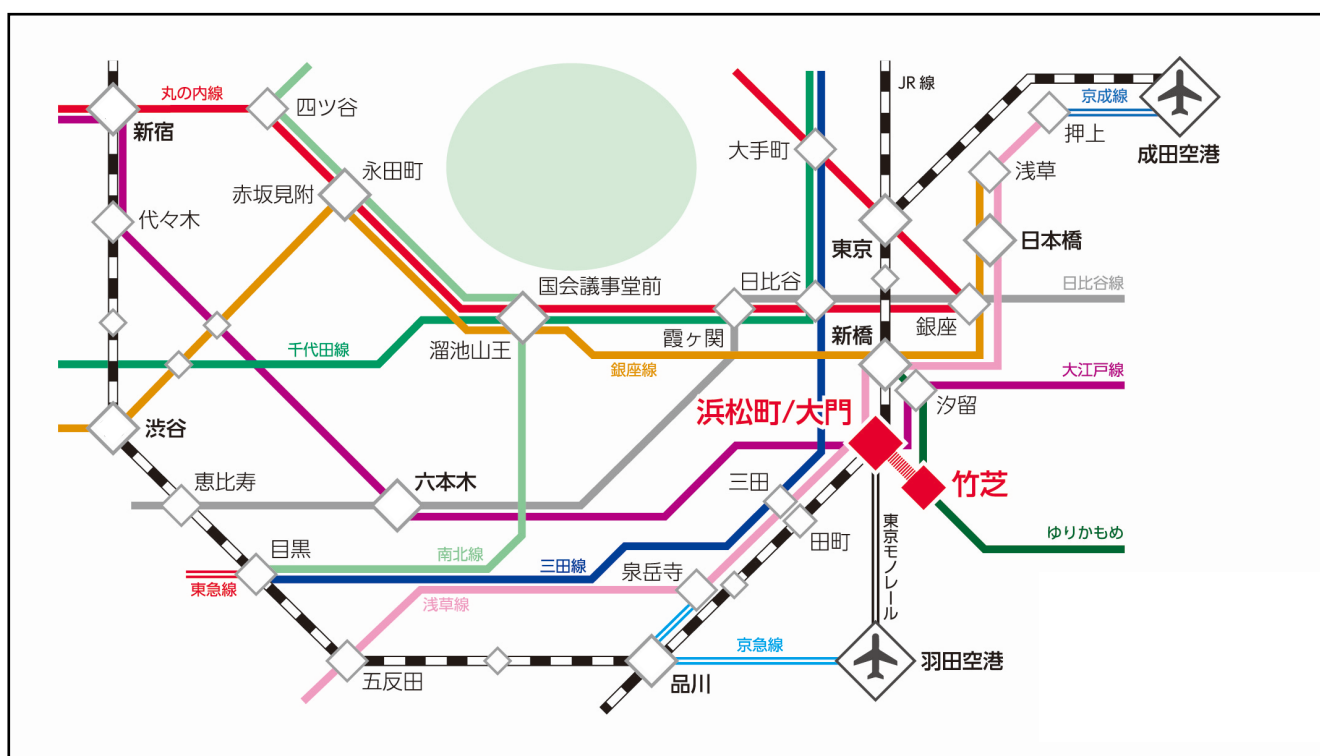 JR線
丸の内線
京成線
四ツ谷
押上
新宿
大手町
成田空港
永田町
浅草
赤坂見附
代々木
東京
日本橋
国会議事堂前
日比谷
日比谷線
銀座
霞ヶ関
新橋
千代田線
溜池山王
銀座線
大江戸線
汐留
浜松町/大門
渋谷
恵比寿
六本木
三田
竹芝
東京モノレール
ゆりかもめ
田町
目黒
南北線
三田線
泉岳寺
東急線
浅草線
京急線
羽田空港
五反田
品川